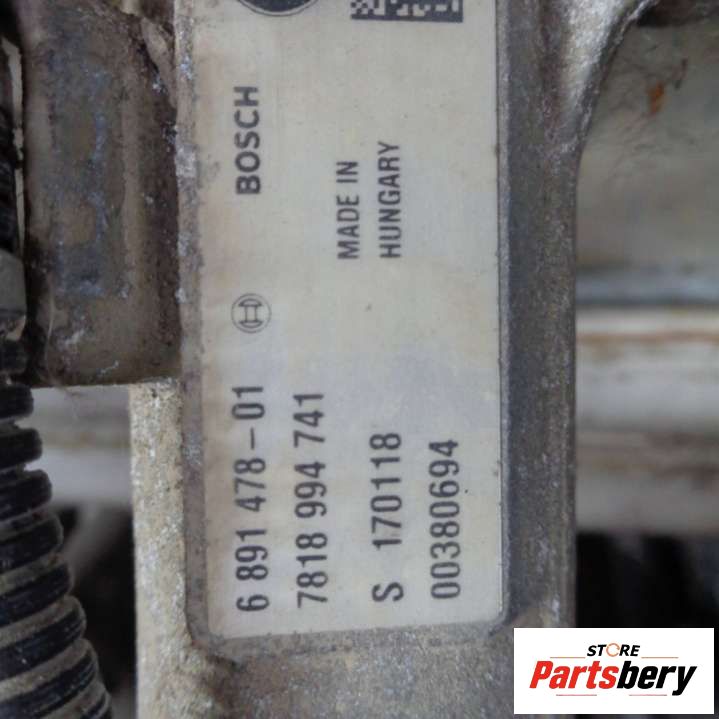 BOSCH
MADE IN
HUNGARY
6 891 478-01
7818 994 741
S 170118
00380694
STORE
Partsbery